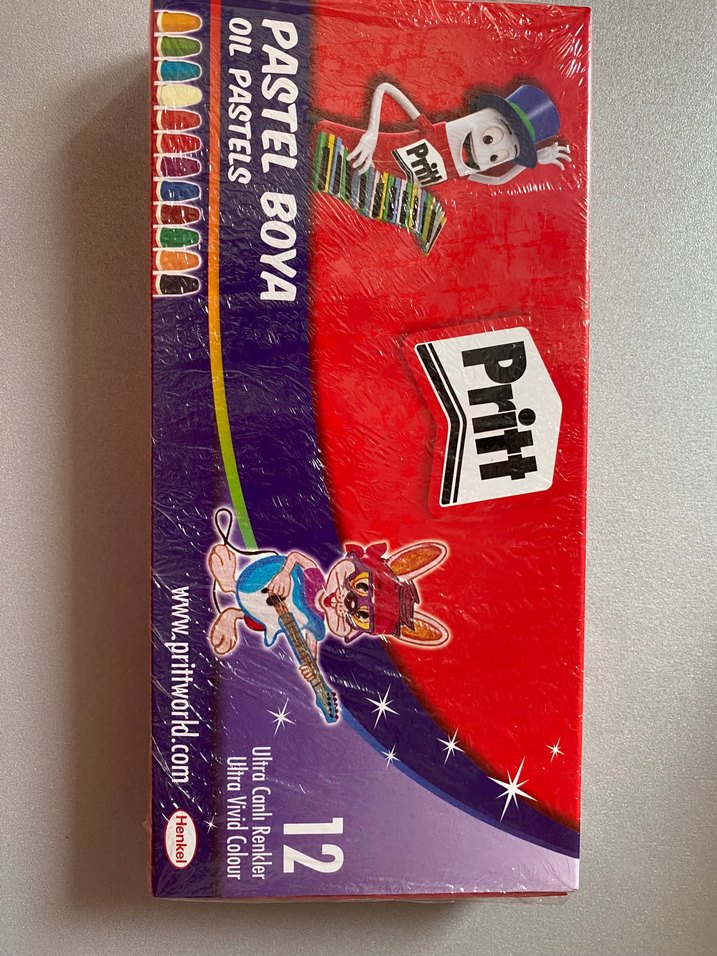 Pritt
PASTEL BOYA
OIL PASTELS
Pritt
12
Ultra Canlı Renkler
Ultra Vivid Colour
www.prittworld.com
Henkel